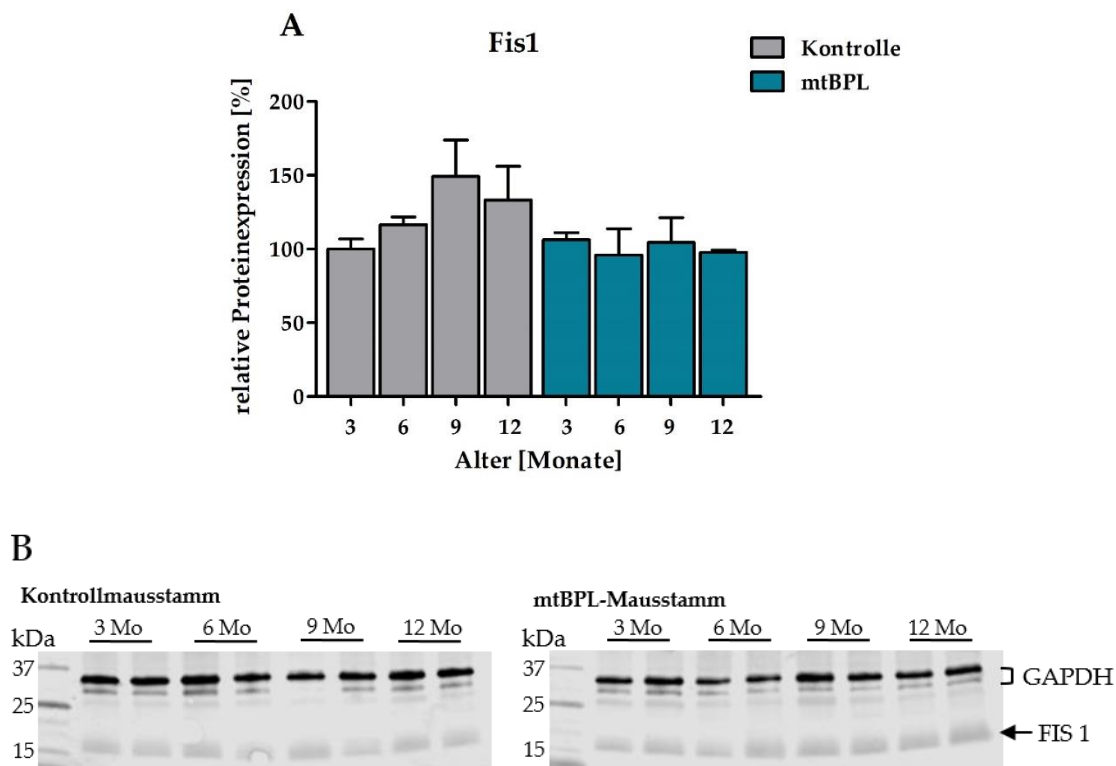 A
Fis1
Kontrolle
mtBPL
relative Proteinexpression [%]
200
150
100
50
0
3 6 9 12 3 6 9 12
Alter [Monate]
B
Kontrollmausstamm
kDa
3 Mo 6 Mo 9 Mo 12 Mo
37
25
15
mtBPL-Mausstamm
kDa
3 Mo 6 Mo 9 Mo 12 Mo
37
25
15
GAPDH
FIS 1